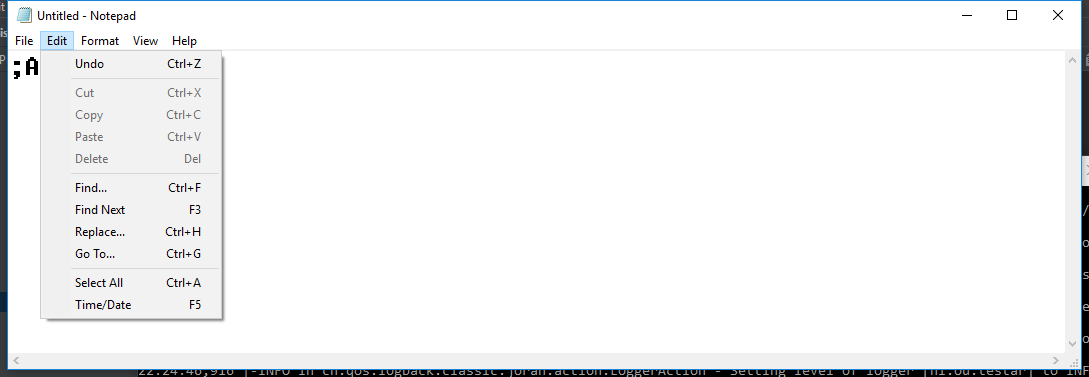 Untitled - Notepad
File Edit Format View Help
;A
Undo Ctrl+Z
Cut Ctrl+X
Copy Ctrl+C
Paste Ctrl+V
Delete Del
Find... Ctrl+F
Find Next F3
Replace... Ctrl+H
Go To... Ctrl+G
Select All Ctrl+A
Time/Date F5
22:24:46,916 |-INFO in ch.qos.logback.classic.joran.action.LoggerAction - Setting level of logger [nl.ou.testar] to INF